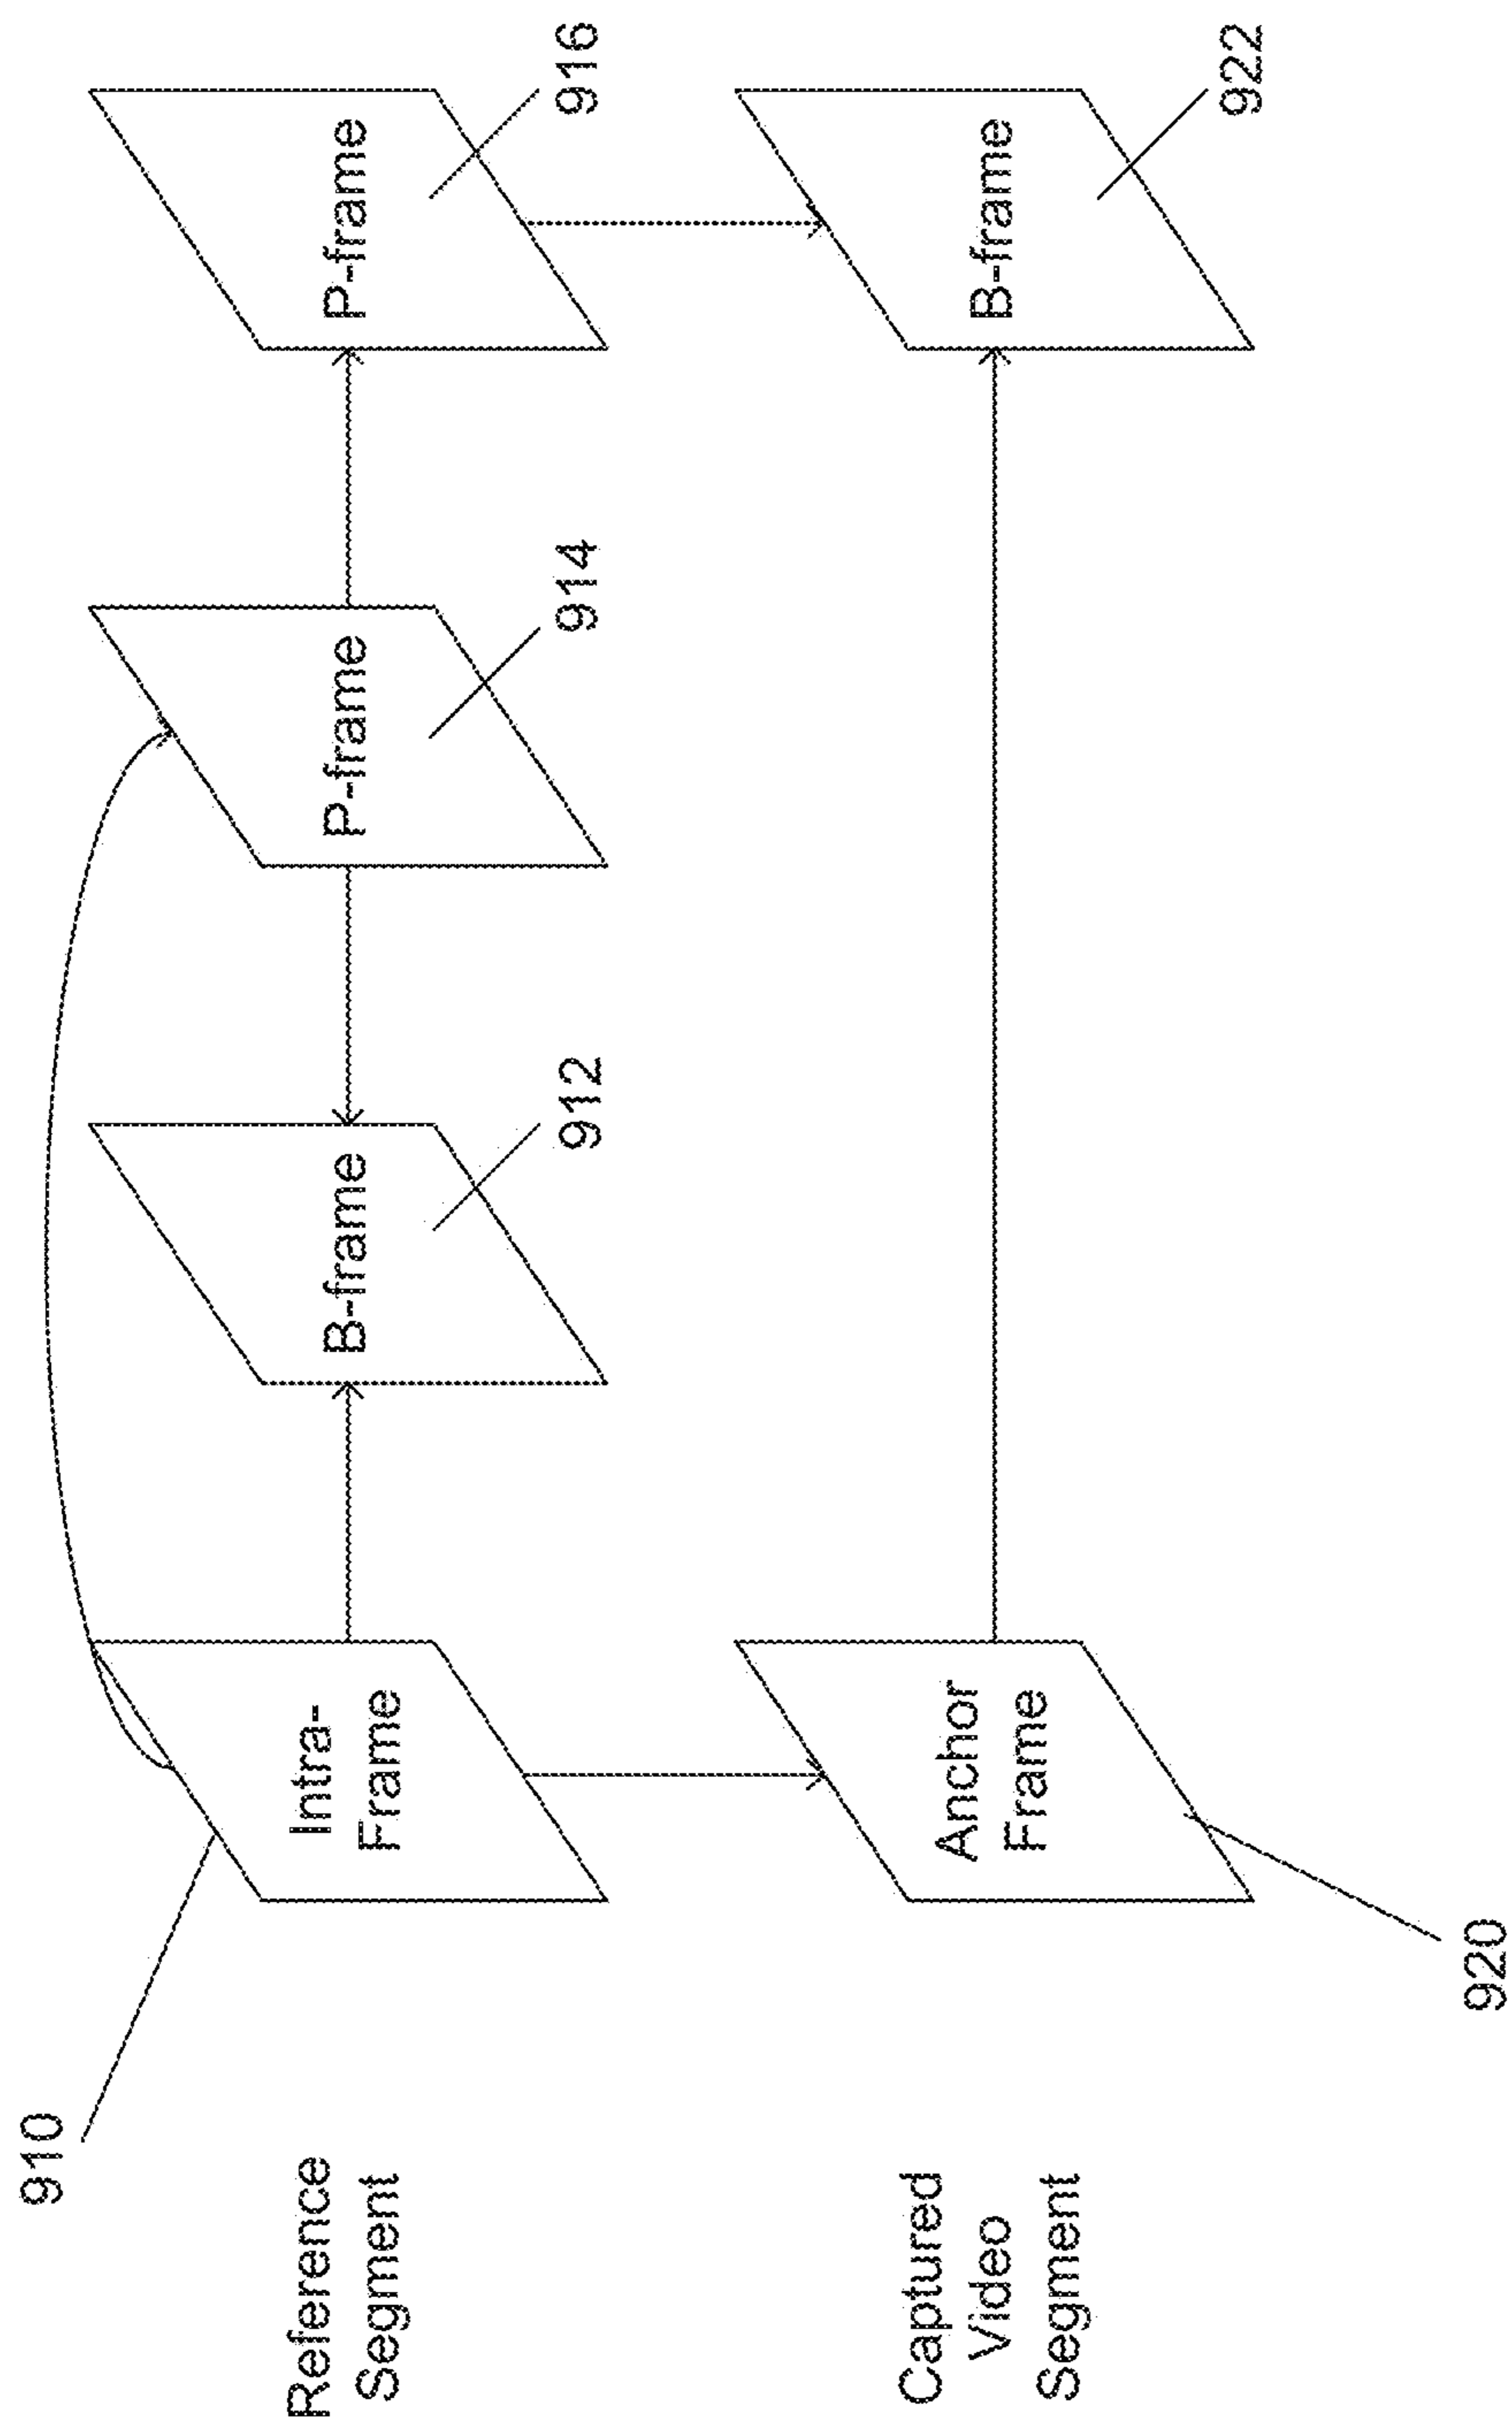 910
Reference
Segment
Intra-
Frame
B-frame
912
P-frame
914
P-frame
916
Captured
Video
Segment
Anchor
Frame
920
B-frame
922